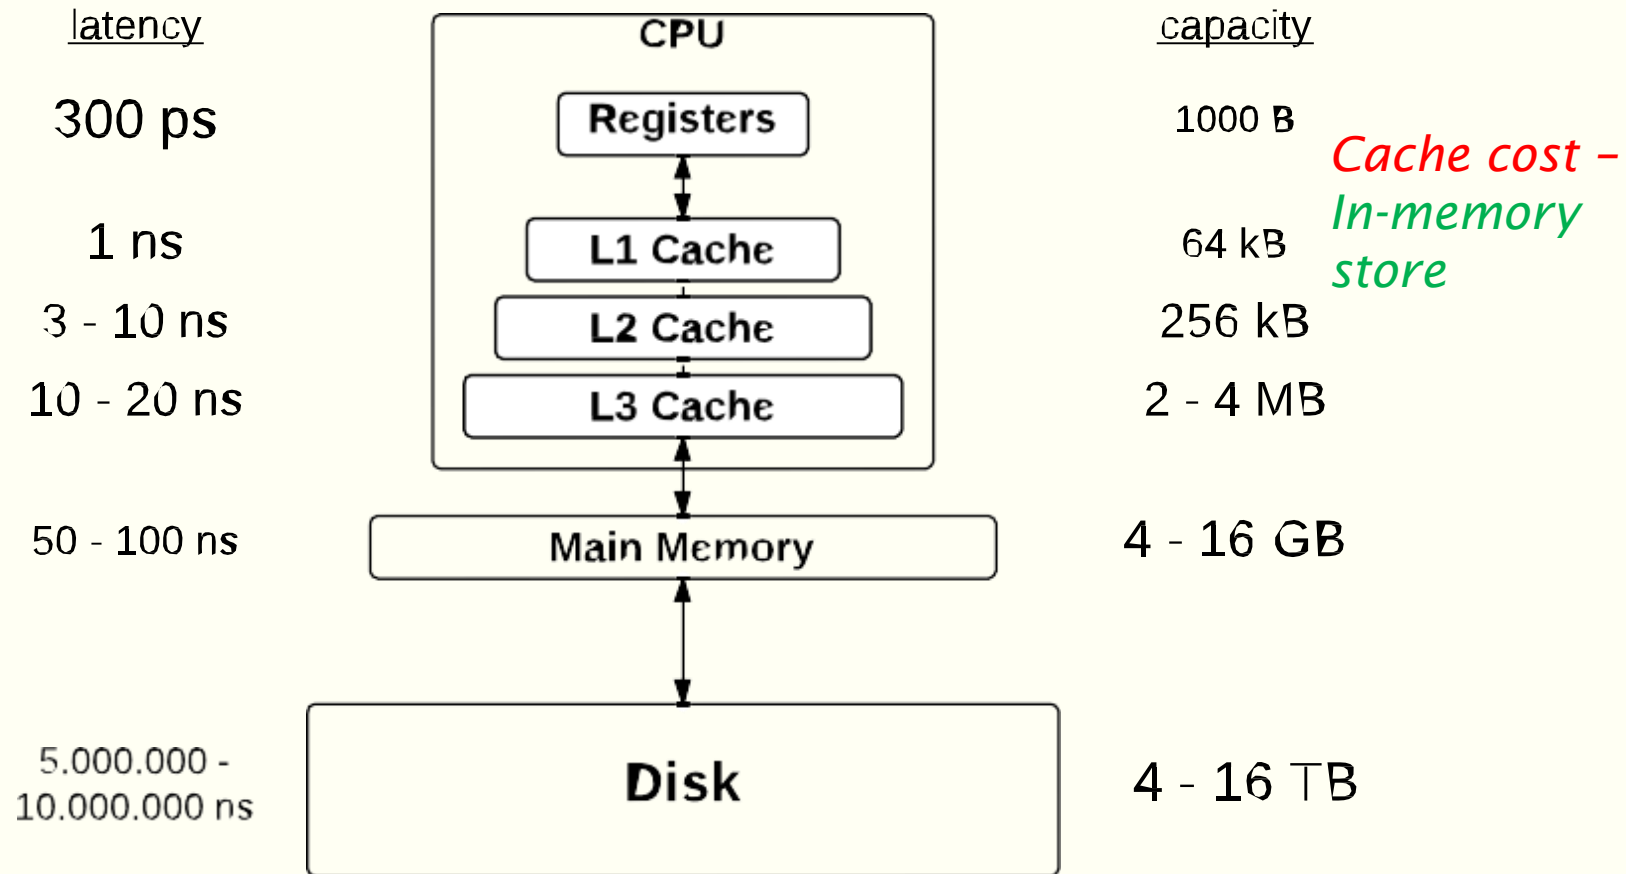 latency
CPU
capacity
300 ps
Registers
1000 B
Cache cost –
In-memory
store
1 ns
L1 Cache
64 kB
3 - 10 ns
L2 Cache
256 kB
10 - 20 ns
L3 Cache
2 - 4 MB
50 - 100 ns
Main Memory
4 - 16 GB
5.000.000 -
10.000.000 ns
Disk
4 - 16 TB